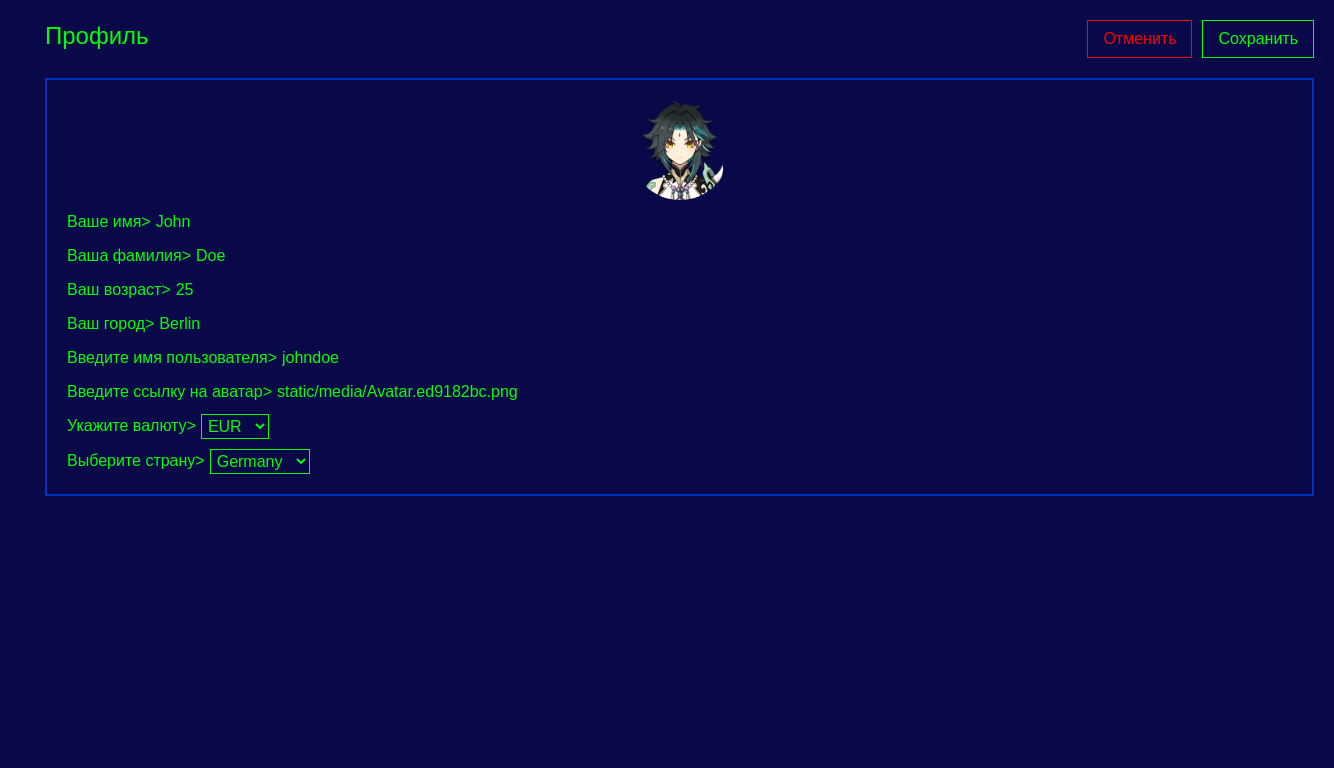 Профиль
Отменить
Сохранить
Ваше имя> John
Ваша фамилия> Doe
Ваш возраст> 25
Ваш город> Berlin
Введите имя пользователя> johndoe
Введите ссылку на аватар> static/media/Avatar.ed9182bc.png
Укажите валюту> EUR
Выберите страну> Germany